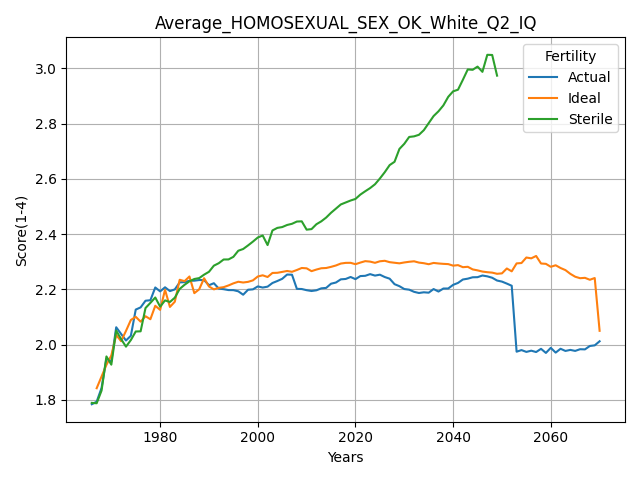 Average_HOMOSEXUAL_SEX_OK_White_Q2_IQ
Fertility
Actual
Ideal
Sterile
Score(1-4)
3.0
2.8
2.6
2.4
2.2
2.0
1.8
1980
2000
2020
2040
2060
Years